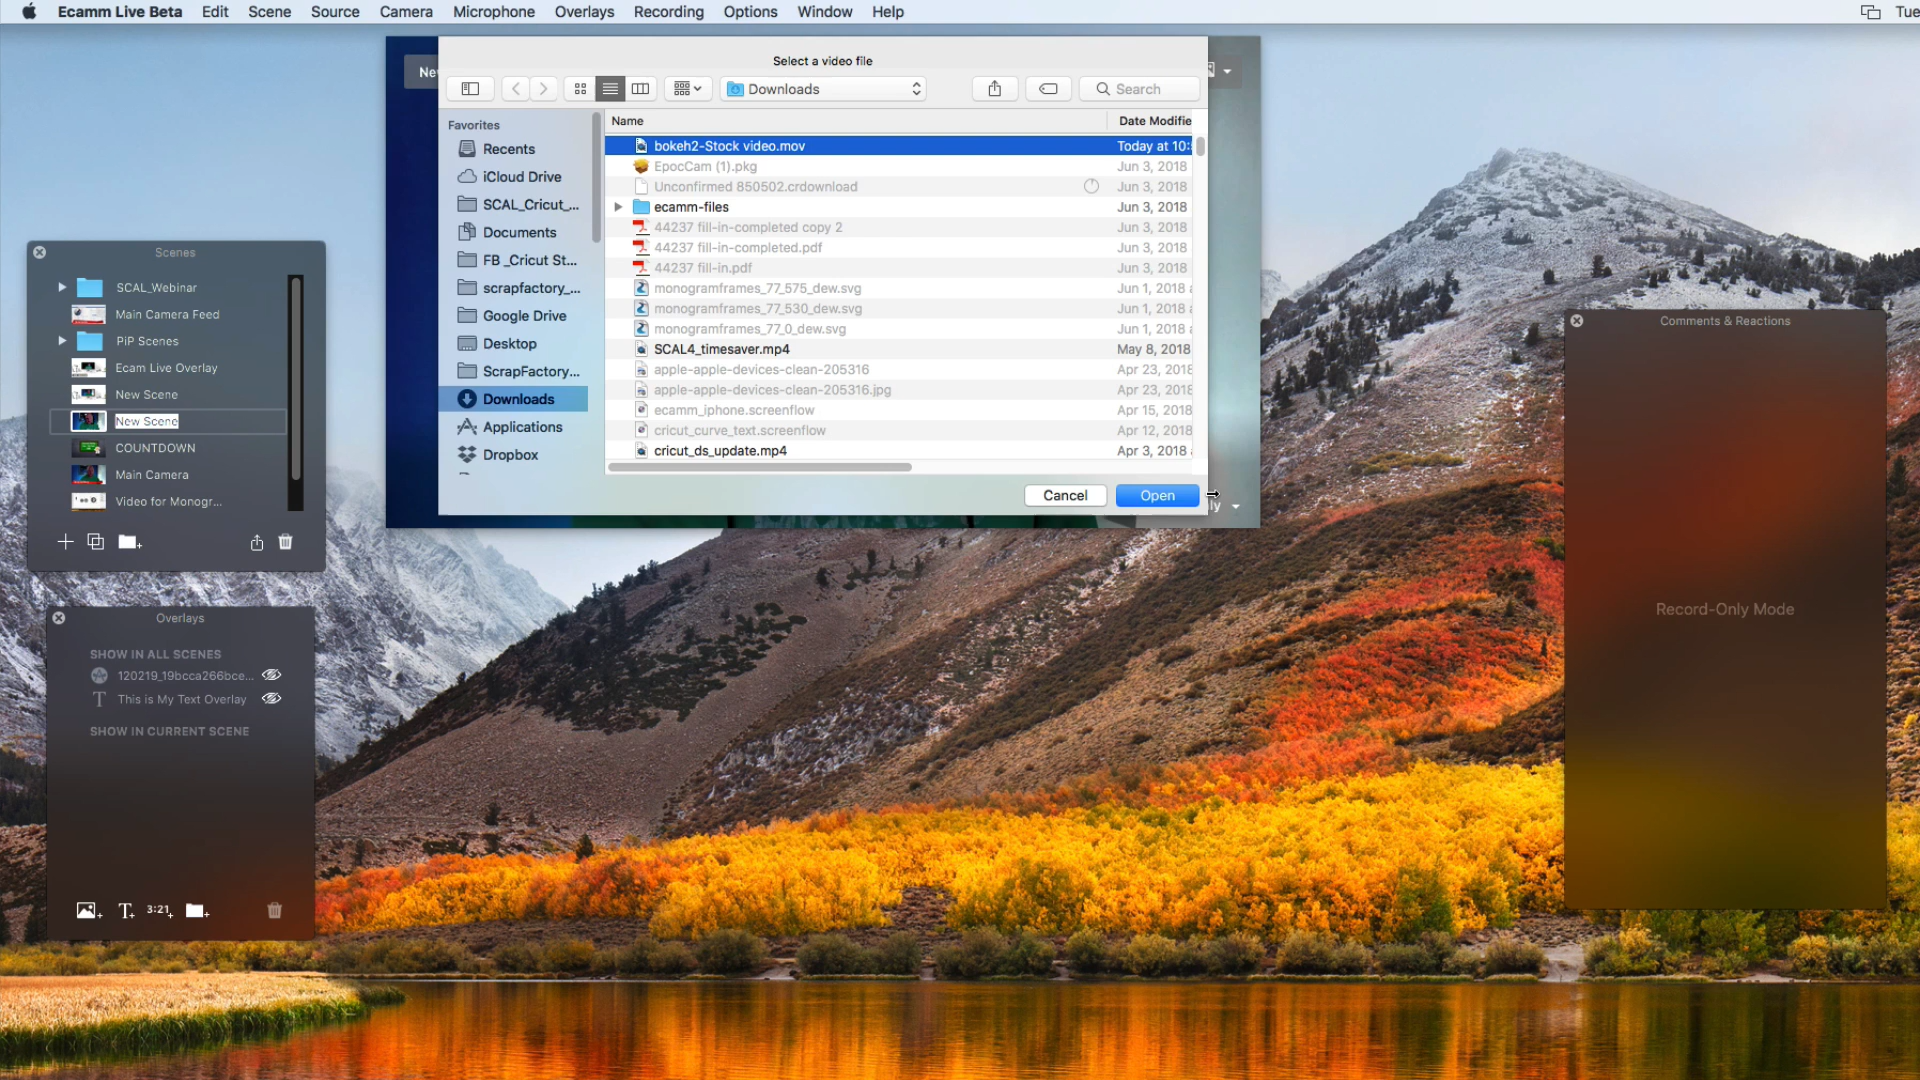 Ecamm Live Beta Edit Scene Source Camera Microphone Overlays Recording Options Window Help Tue
Select a video file
Downloads
Search
Favorites
Recents
iCloud Drive
SCAL_Cricut_...
Documents
FB _Cricut St...
scrapfactory_...
Google Drive
Desktop
ScrapFactory...
Downloads
Applications
Dropbox
Name Date Modifie
bokeh2-Stock video.mov Today at 10:
EpocCam (1).pkg Jun 3, 2018
Unconfirmed 850502.crdownload Jun 3, 2018
ecamm-files Jun 3, 2018
44237 fill-in-completed copy 2 Jun 3, 2018
44237 fill-in-completed.pdf Jun 3, 2018
44237 fill-in.pdf Jun 3, 2018
monogramframes_77_575_dew.svg Jun 1, 2018 a
monogramframes_77_530_dew.svg Jun 1, 2018 a
monogramframes_77_0_dew.svg Jun 1, 2018 a
SCAL4_timesaver.mp4 May 8, 2018
apple-apple-devices-clean-205316 Apr 23, 2018
apple-apple-devices-clean-205316.jpg Apr 23, 2018
ecamm_iphone.screenflow Apr 15, 2018
cricut_curve_text.screenflow Apr 12, 2018
cricut_ds_update.mp4 Apr 3, 2018
Cancel Open
Scenes
SCAL_Webinar
Main Camera Feed
PiP Scenes
Ecam Live Overlay
New Scene
New Scene
COUNTDOWN
Main Camera
Video for Monogr...
Overlays
SHOW IN ALL SCENES
120219_19bcca266bce...
This is My Text Overlay
SHOW IN CURRENT SCENE
3:21
Comments & Reactions
Record-Only Mode